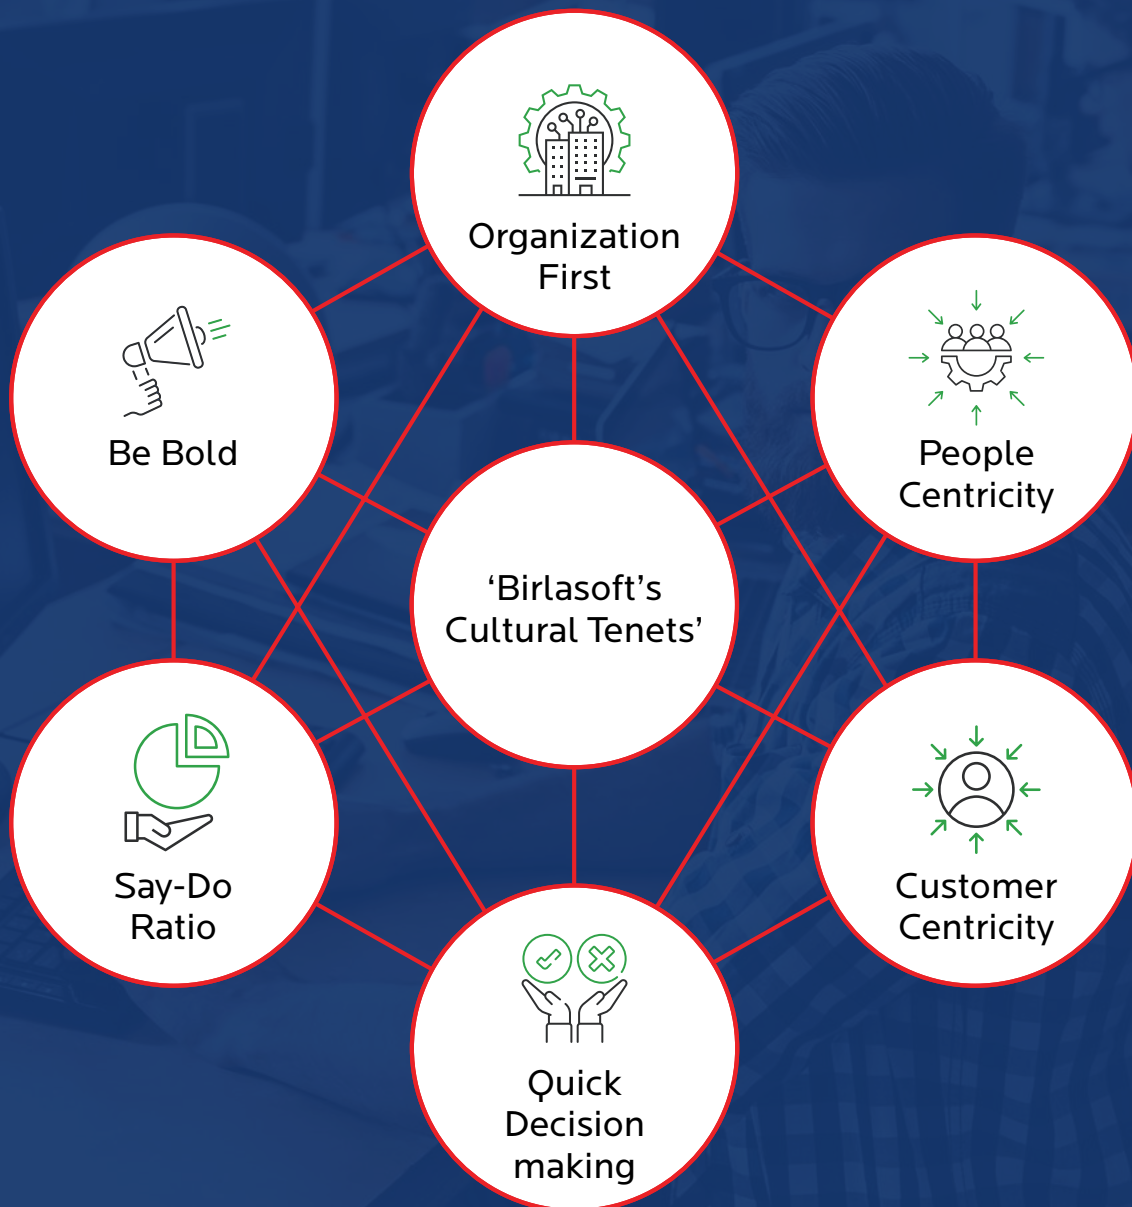 Organization
First
Be Bold
People
Centricity
‘Birlasoft’s
Cultural Tenets’
Say-Do
Ratio
Customer
Centricity
Quick
Decision
making